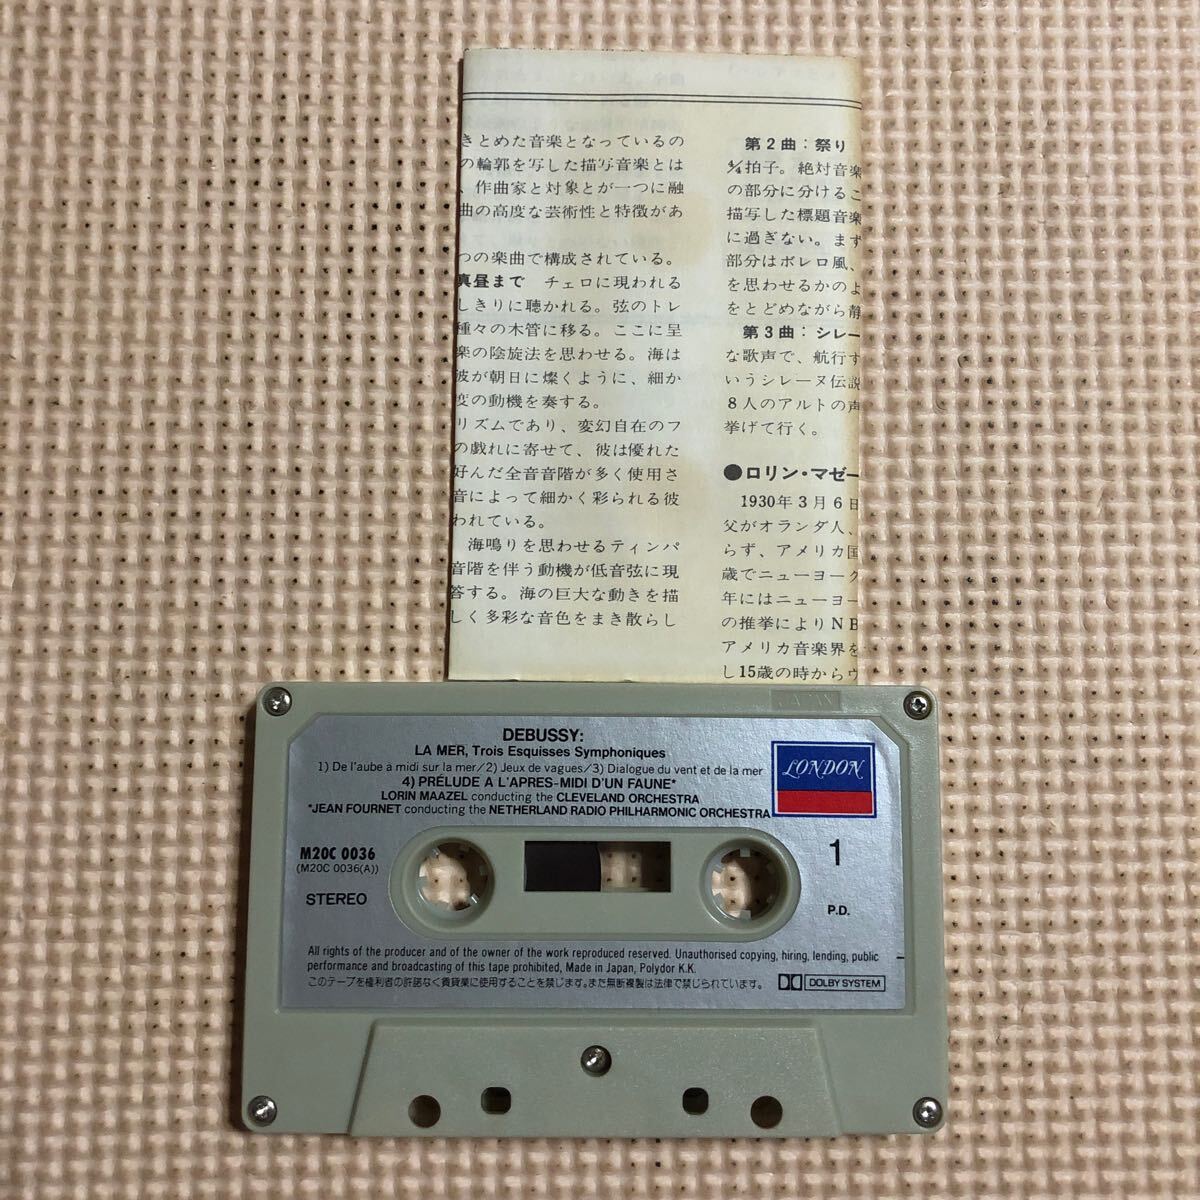 きとめた音楽となっているの
の輪郭を写した描写音楽とは
、作曲家と対象とが一つに融
曲の高度な芸術性と特徴があ
つの楽曲で構成されている。
真昼まで チェロに現われる
しきりに聴かれる。弦のトレ
種々の木管に移る。ここに呈
楽の陰旋法を思わせる。海は
波が朝日に燦くように、細か
度の動機を奏する。
リズムであり、変幻自在のフ
の戯れに寄せて、彼は優れた
好んだ全音音階が多く使用さ
音によって細かく彩られる彼
われている。
海鳴りを思わせるティンパ
音階を伴う動機が低音弦に現
答する。海の巨大な動きを描
しく多彩な音色をまき散らし
第2曲：祭り
拍子。絶対音楽
の部分に分けるこ
描写した標題音楽
に過ぎない。まず
部分はボレロ風、
を思わせるかのよ
をとどめながら静
第3曲：シレー
な歌声で、航行す
いうシレーヌ伝説
8人のアルトの声
挙げて行く。
●ロリン・マゼー
1930年3月6日
父がオランダ人、
らず、アメリカ国
歳でニューヨーク
年にはニューヨー
の推挙によりNB
アメリカ音楽界を
し15歳の時からヴ
JAPAN
DEBUSSY:
LA MER, Trois Esquisses Symphoniques
1) De l'aube à midi sur la mer/2) Jeux de vagues/3) Dialogue du vent et de la mer
4) PRÉLUDE A L'APRES-MIDI D'UN FAUNE*
LORIN MAAZEL conducting the CLEVELAND ORCHESTRA
*JEAN FOURNET conducting the NETHERLAND RADIO PHILHARMONIC ORCHESTRA
LONDON
M20C 0036
(M20C 0036(A))
STEREO
1
P.D.
All rights of the producer and of the owner of the work reproduced reserved. Unauthorised copying, hiring, lending, public
performance and broadcasting of this tape prohibited, Made in Japan, Polydor K.K.
このテープを権利者の許諾なく賃貸業に使用することを禁じます。また無断複製は法律で禁じられています。
DOLBY SYSTEM